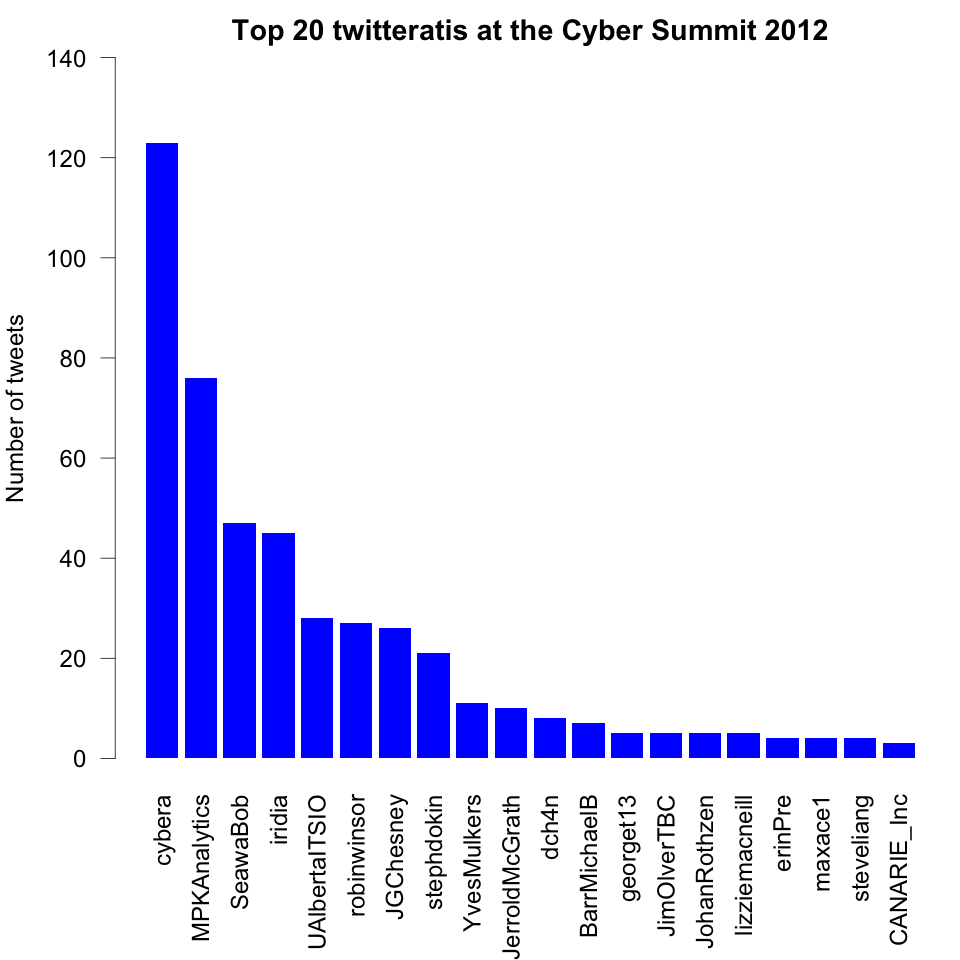 Top 20 twitteratis at the Cyber Summit 2012
Number of tweets
140
120
100
80
60
40
20
0
cybera
MPKAnalytics
SeawaBob
iridia
UAlbertaITSIO
robinwinsor
JGChesney
stephdokin
YvesMulkers
JerroldMcGrath
dch4n
BarrMichaelB
georget13
JimOlverTBC
JohanRothzen
lizziemacneill
erinPre
maxace1
steveliang
CANARIE_Inc